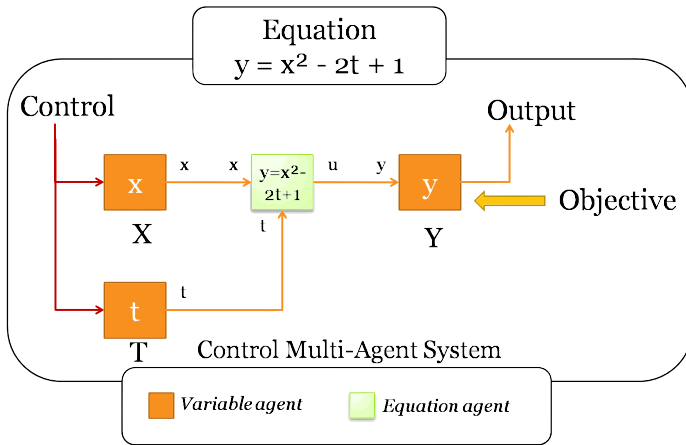 Equation
y = x² - 2t + 1
Control
Output
x
x
x
y=x²-
2t+1
u
y
y
Objective
X
t
Y
t
t
T
Control Multi-Agent System
Variable agent
Equation agent